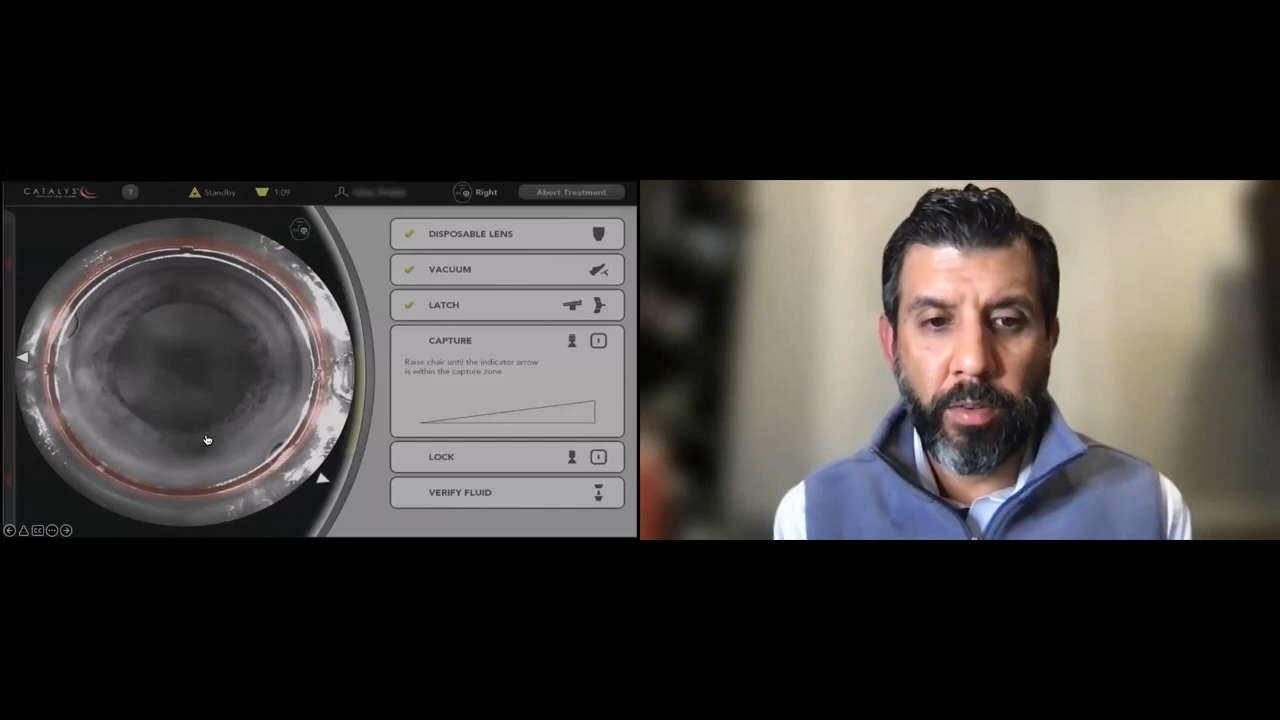 CATALYS
?
Standby
1:09
Right
Abort Treatment
DISPOSABLE LENS
VACUUM
LATCH
CAPTURE
Raise chair until the indicator arrow
is within the capture zone.
LOCK
VERIFY FLUID
CC